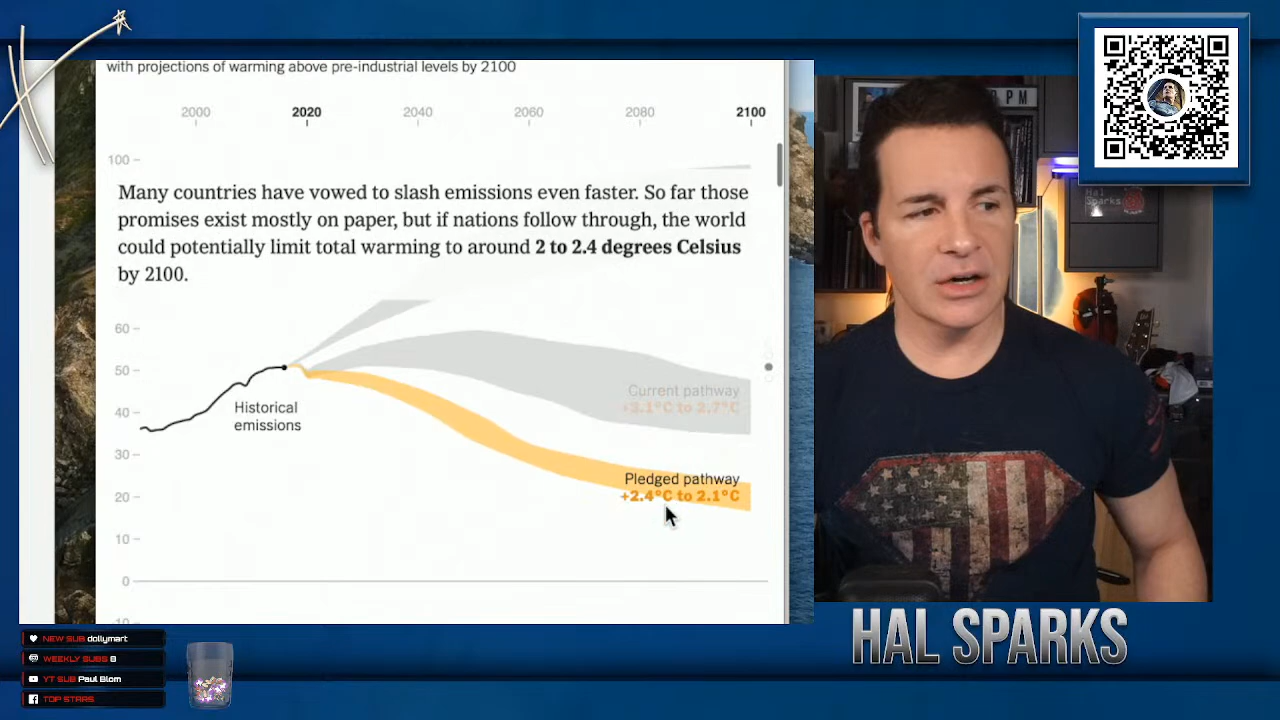 with projections of warming above pre-industrial levels by 2100
2000 2020 2040 2060 2080 2100
100
Many countries have vowed to slash emissions even faster. So far those
promises exist mostly on paper, but if nations follow through, the world
could potentially limit total warming to around 2 to 2.4 degrees Celsius
by 2100.
60
50
Current pathway
+3.1°C to 2.7°C
40
Historical
emissions
30
Pledged pathway
+2.4°C to 2.1°C
20
10
0
P M
Hal
Sparks
HAL SPARKS
NEW SUB dollymart
WEEKLY SUBS 0
YT SUB Paul Blom
TOP STARS